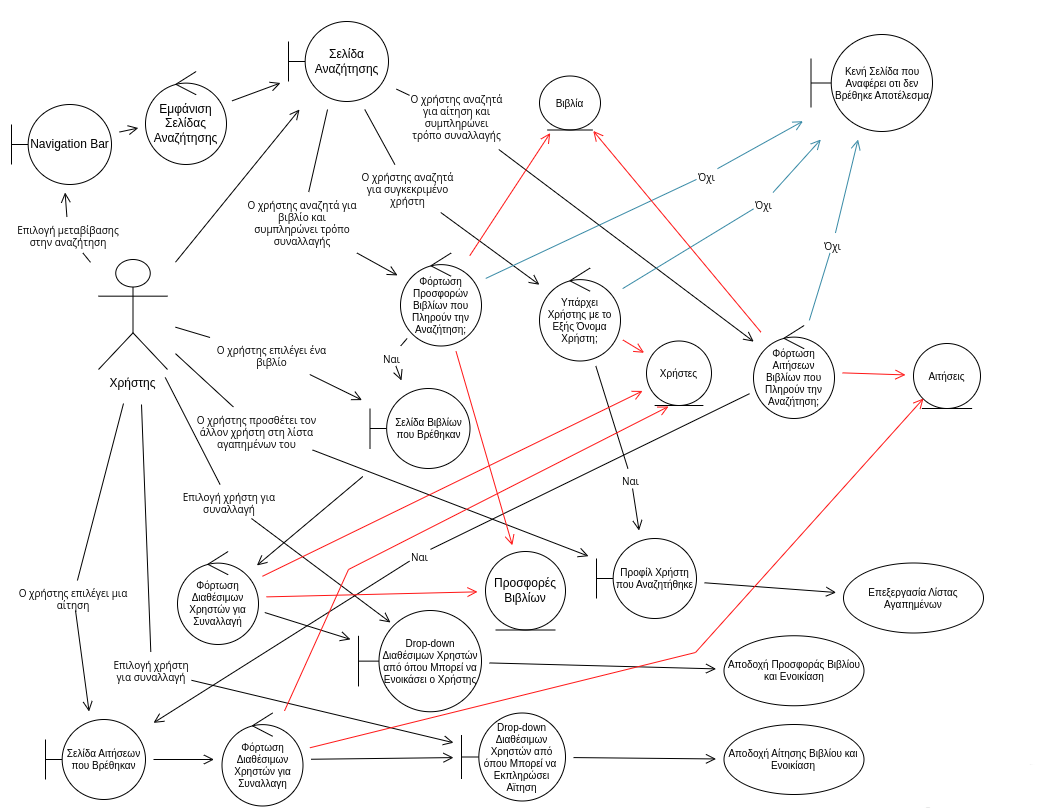 Σελίδα
Αναζήτησης
Κενή Σελίδα που
Αναφέρει οτι δεν
Βρέθηκε Αποτέλεσμα
Εμφάνιση
Σελίδας
Αναζήτησης
Navigation Bar
Ο χρήστης αναζητά
για αίτηση και
συμπληρώνει
τρόπο συναλλαγής
Βιβλία
Ο χρήστης αναζητά
για συγκεκριμένο
χρήστη
Όχι
Όχι
Όχι
Ο χρήστης αναζητά για
βιβλίο και
συμπληρώνει τρόπο
συναλλαγής
Επιλογή μεταβίβασης
στην αναζήτηση
Φόρτωση
Προσφορών
Βιβλίων που
Πληρούν την
Αναζήτηση;
Υπάρχει
Χρήστης με το
Εξής Όνομα
Χρήστη;
Χρήστες
Φόρτωση
Αιτήσεων
Βιβλίων που
Πληρούν την
Αναζήτηση;
Αιτήσεις
Ο χρήστης επιλέγει ένα
βιβλίο
Ναι
Χρήστης
Ο χρήστης προσθέτει τον
άλλον χρήστη στη λίστα
αγαπημένων του
Σελίδα Βιβλίων
που Βρέθηκαν
Επιλογή χρήστη για
συναλλαγή
Ναι
Ναι
Ο χρήστης επιλέγει μια
αίτηση
Φόρτωση
Διαθέσιμων
Χρηστών για
Συναλλαγή
Προσφορές
Βιβλίων
Προφίλ Χρήστη
που Αναζητήθηκε
Επεξεργασία Λίστας
Αγαπημένων
Επιλογή χρήστη
για συναλλαγή
Drop-down
Διαθέσιμων Χρηστών
από όπου Μπορεί να
Ενοικάσει ο Χρήστης
Αποδοχή Προσφοράς Βιβλίου
και Ενοικίαση
Σελίδα Αιτήσεων
που Βρέθηκαν
Φόρτωση
Διαθέσιμων
Χρηστών για
Συναλλαγη
Drop-down
Διαθέσιμων
Χρηστών από
όπου Μπορεί να
Εκπληρώσει
Αίτηση
Αποδοχή Αίτησης Βιβλίου και
Ενοικίαση